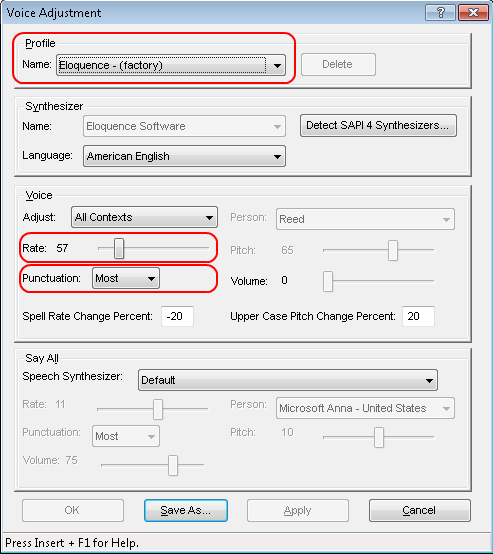 Voice Adjustment
Profile
Name: Eloquence - (factory) Delete
Synthesizer
Name: Eloquence Software Detect SAPI 4 Synthesizers...
Language: American English
Voice
Adjust: All Contexts Person: Reed
Rate: 57 Pitch: 65
Punctuation: Most Volume: 0
Spell Rate Change Percent: -20 Upper Case Pitch Change Percent: 20
Say All
Speech Synthesizer: Default
Rate: 11 Person: Microsoft Anna - United States
Punctuation: Most Pitch: 10
Volume: 75
OK Save As... Apply Cancel
Press Insert + F1 for Help.